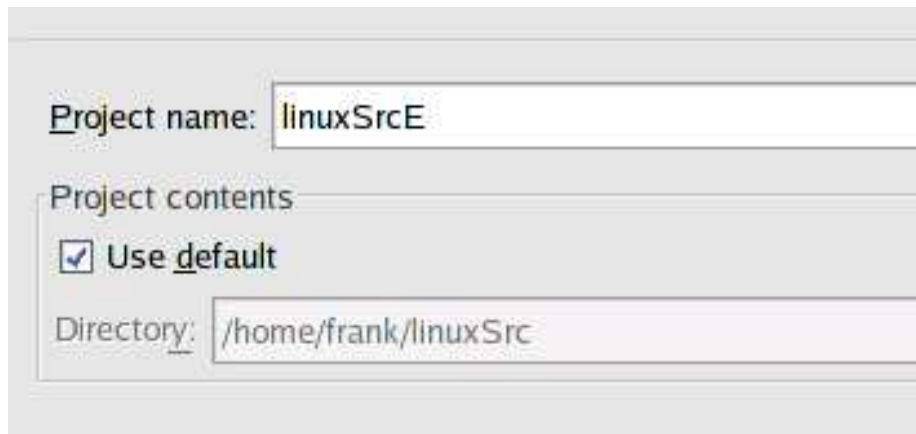 Project name: linuxSrcE
Project contents
Use default
Directory: /home/frank/linuxSrc